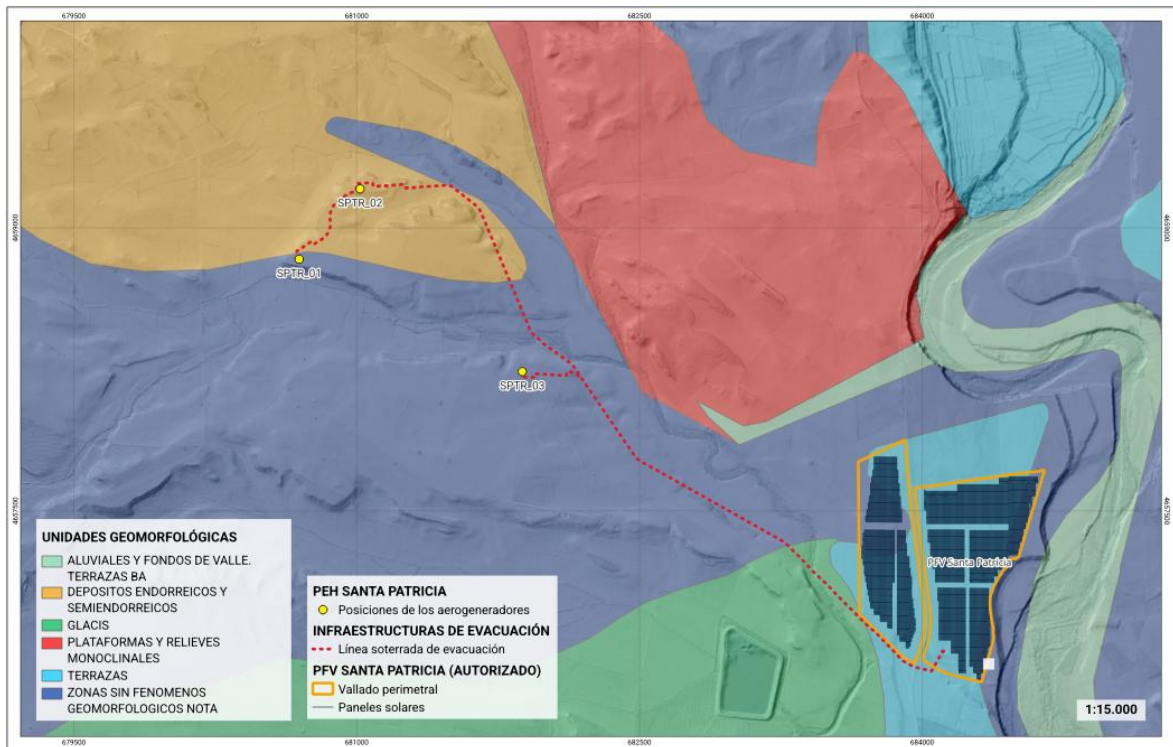 679500
681000
682500
684000
4659000
4659000
SPTR_02
SPTR_01
SPTR_03
4657500
4657500
PFV Santa Patricia
UNIDADES GEOMORFOLÓGICAS
ALUVIALES Y FONDOS DE VALLE.
TERRAZAS BA
DEPOSITOS ENDORREICOS Y
SEMIENDORREICOS
GLACIS
PLATAFORMAS Y RELIEVES
MONOCLINALES
TERRAZAS
ZONAS SIN FENOMENOS
GEOMORFOLOGICOS NOTA
PEH SANTA PATRICIA
Posiciones de los aerogeneradores
INFRAESTRUCTURAS DE EVACUACIÓN
Línea soterrada de evacuación
PFV SANTA PATRICIA (AUTORIZADO)
Vallado perimetral
Paneles solares
1:15.000
679500
681000
682500
684000